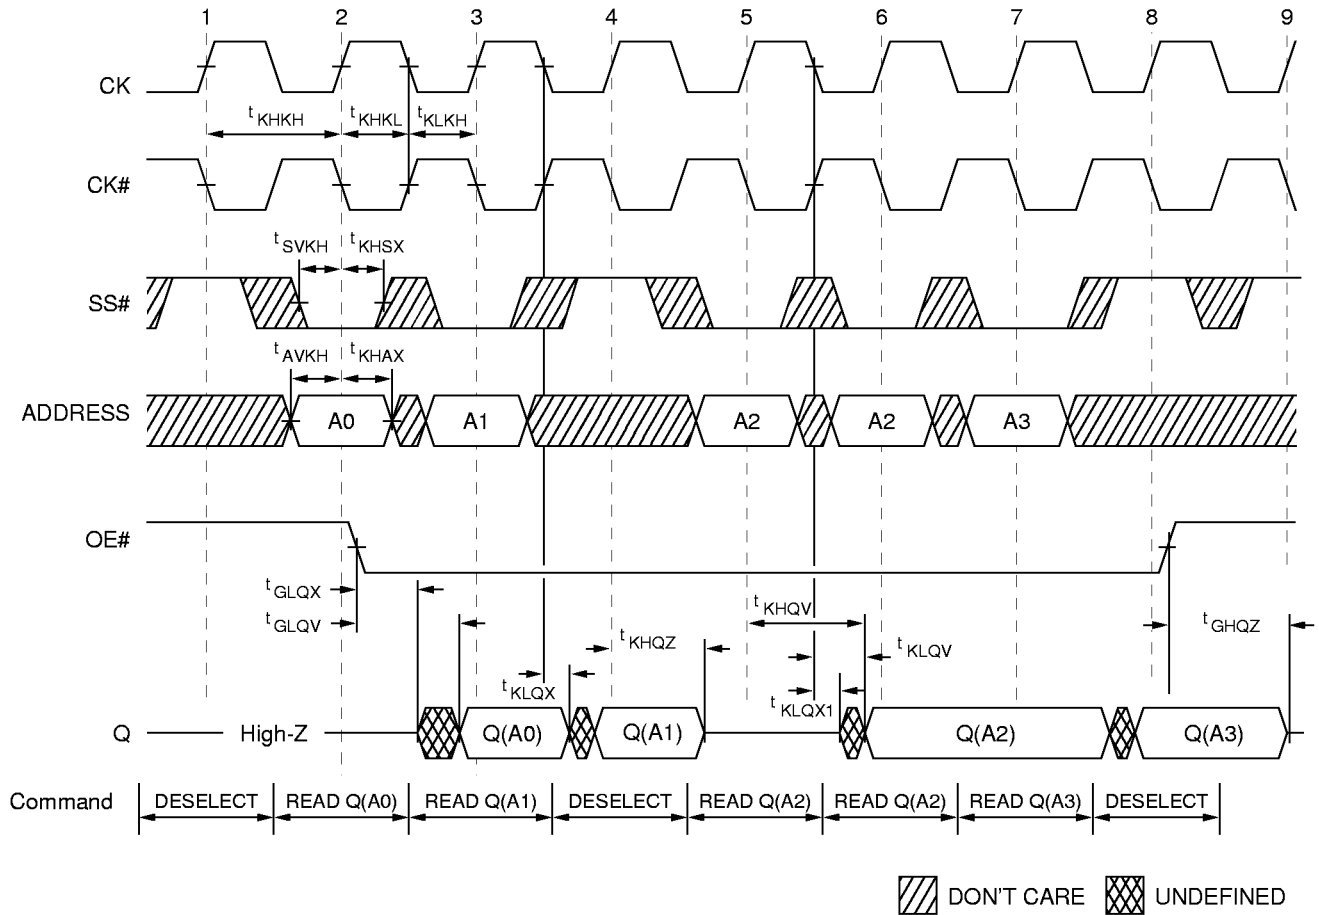 1 2 3 4 5 6 7 8 9
CK
tKHKH tKHKL tKLKH
CK#
tSVKH tKHSX
SS#
tAVKH tKHAX
ADDRESS A0 A1 A2 A2 A3
OE#
tGLQX
tKHQV
tGLQV tGHQZ
tKHQZ tKLQV
tKLQX
tKLQX1
Q High-Z Q(A0) Q(A1) Q(A2) Q(A3)
Command DESELECT READ Q(A0) READ Q(A1) DESELECT READ Q(A2) READ Q(A2) READ Q(A3) DESELECT
DON'T CARE UNDEFINED